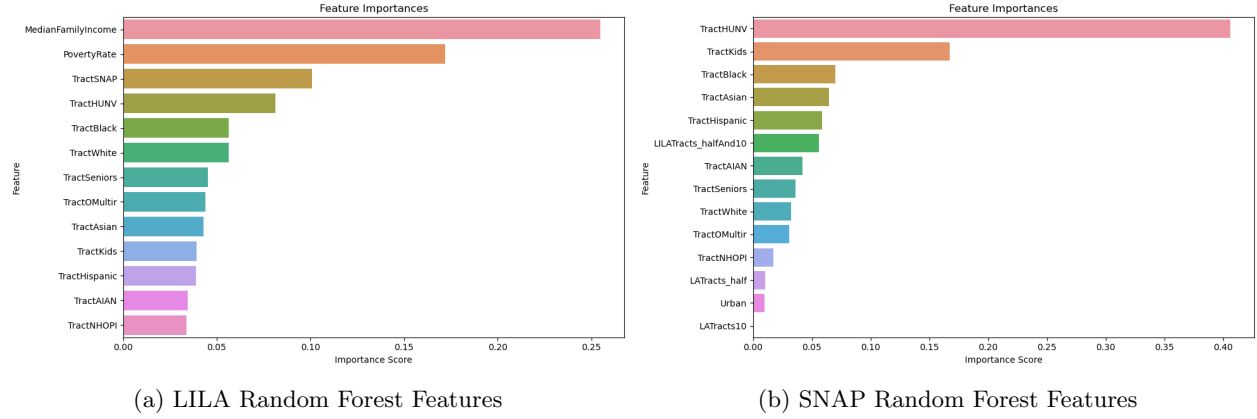 Feature Importances
MedianFamilyIncome
PovertyRate
TractSNAP
TractHUNV
TractBlack
TractWhite
TractSeniors
TractOMultir
TractAsian
TractKids
TractHispanic
TractAIAN
TractNHOPI
Feature
0.00 0.05 0.10 0.15 0.20 0.25
Importance Score
(a) LILA Random Forest Features
Feature Importances
TractHUNV
TractKids
TractBlack
TractAsian
TractHispanic
LILATracts_halfAnd10
TractAIAN
TractSeniors
TractWhite
TractOMultir
TractNHOPI
LATracts_half
Urban
LATracts10
Feature
0.00 0.05 0.10 0.15 0.20 0.25 0.30 0.35 0.40
Importance Score
(b) SNAP Random Forest Features